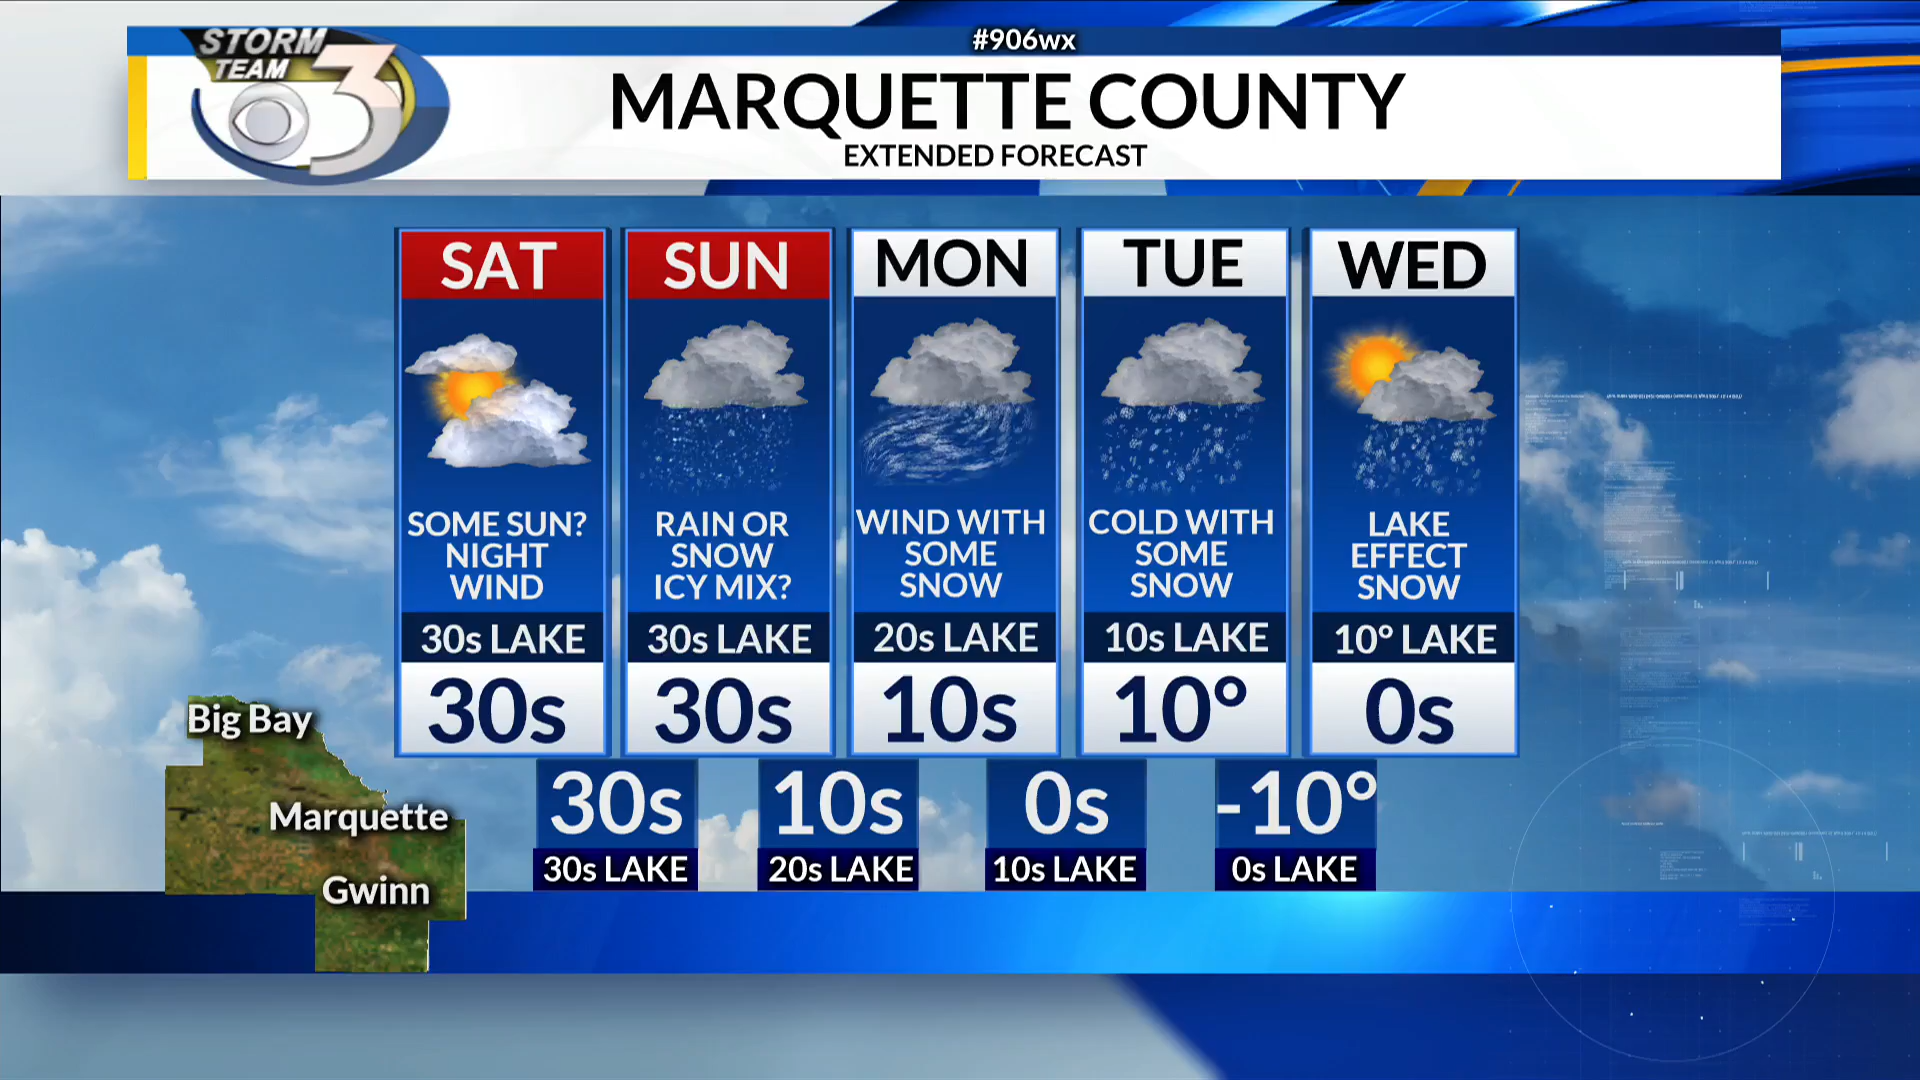 #906wx
STORM
TEAM
3
MARQUETTE COUNTY
EXTENDED FORECAST
SAT
SOME SUN?
NIGHT
WIND
30s LAKE
30s
SUN
RAIN OR
SNOW
ICY MIX?
30s LAKE
30s
MON
WIND WITH
SOME
SNOW
20s LAKE
10s
TUE
COLD WITH
SOME
SNOW
10s LAKE
10°
WED
LAKE
EFFECT
SNOW
10° LAKE
0s
30s
30s LAKE
10s
20s LAKE
0s
10s LAKE
-10°
0s LAKE
Big Bay
Marquette
Gwinn